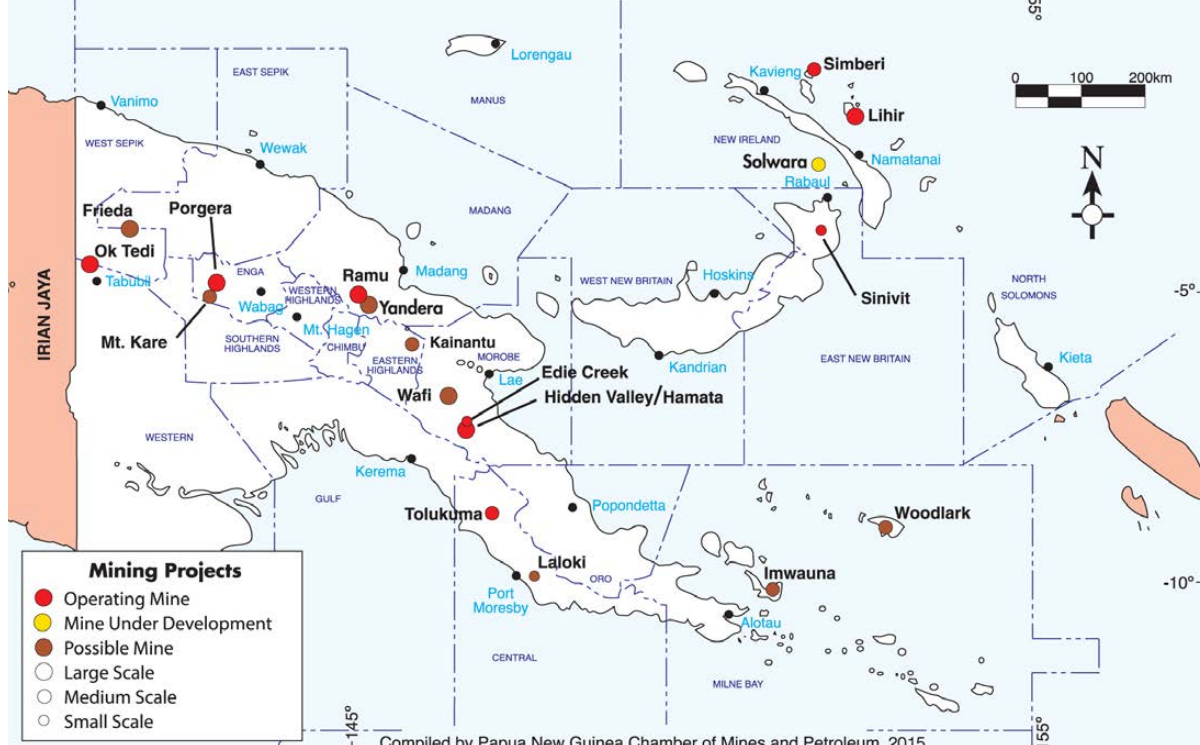 55°
Lorengau
EAST SEPIK
Kavieng
Simberi
0 100 200km
Vanimo
MANUS
Lihir
WEST SEPIK
NEW IRELAND
Wewak
Solwara
Namatanai
N
Rabaul
Frieda
Porgera
MADANG
Ok Tedi
Tabubil
ENGA
Ramu
Madang
WEST NEW BRITAIN
Hoskins
NORTH
SOLOMONS
-5°
WESTERN
HIGHLANDS
Wabag
Yandera
Sinivit
Mt. Hagen
IRIAN JAYA
Mt. Kare
SOUTHERN
HIGHLANDS
CHIMBU
Kainantu
MOROBE
EASTERN
HIGHLANDS
Kandrian
EAST NEW BRITAIN
Kieta
Lae
Edie Creek
Wafi
Hidden Valley/Hamata
WESTERN
Kerema
GULF
Tolukuma
Popondetta
Woodlark
Laloki
ORO
Imwauna
-10°
Port
Moresby
Alotau
CENTRAL
MILNE BAY
Mining Projects
Operating Mine
Mine Under Development
Possible Mine
Large Scale
Medium Scale
Small Scale
145°
55°
Compiled by Papua New Guinea Chamber of Mines and Petroleum, 2015